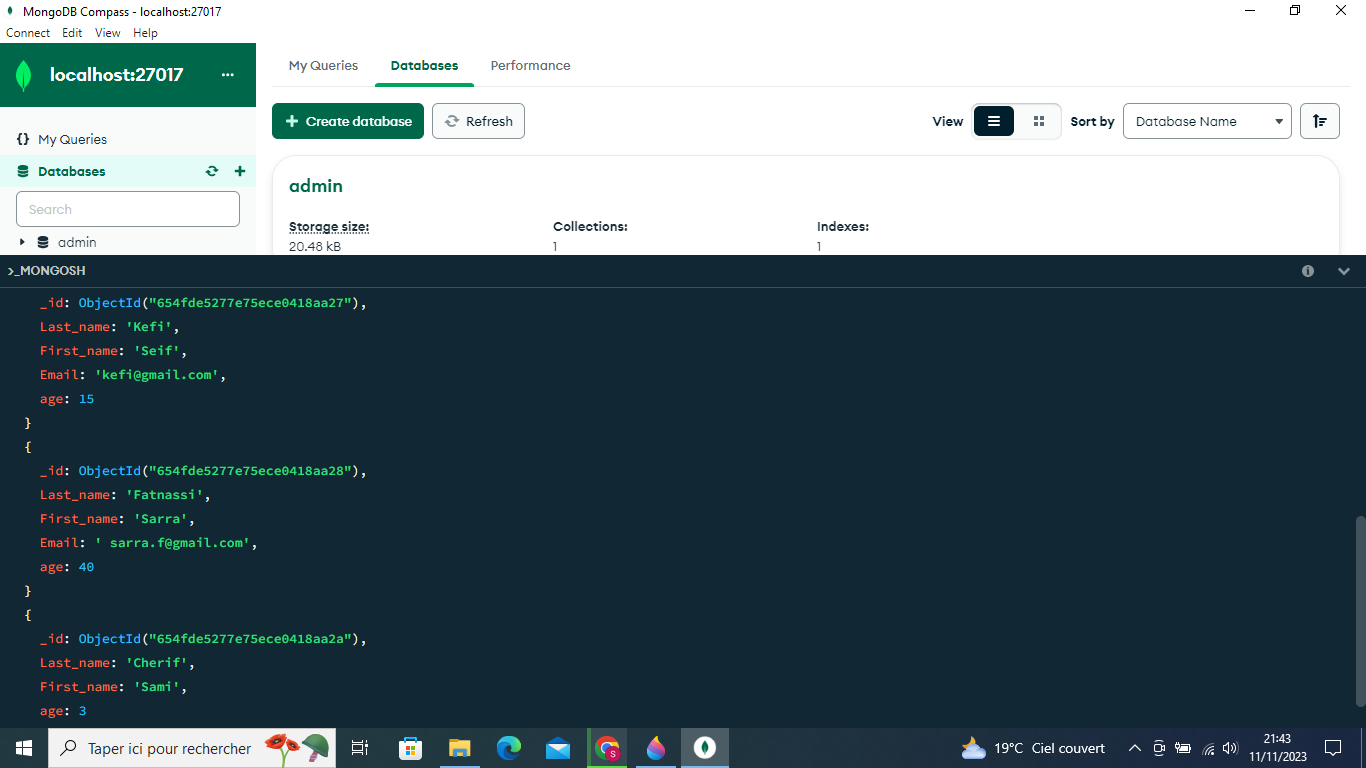 MongoDB Compass - localhost:27017
Connect Edit View Help
localhost:27017 ...
My Queries Databases Performance
+ Create database Refresh View Sort by Database Name
{} My Queries
Databases +
Search
admin
admin
Storage size: Collections: Indexes:
20.48 kB 1 1
>_MONGOSH
_id: ObjectId("654fde5277e75ece0418aa27"),
Last_name: 'Kefi',
First_name: 'Seif',
Email: 'kefi@gmail.com',
age: 15
}
{
_id: ObjectId("654fde5277e75ece0418aa28"),
Last_name: 'Fatnassi',
First_name: 'Sarra',
Email: ' sarra.f@gmail.com',
age: 40
}
{
_id: ObjectId("654fde5277e75ece0418aa2a"),
Last_name: 'Cherif',
First_name: 'Sami',
age: 3
Taper ici pour rechercher S 19°C Ciel couvert 21:43
11/11/2023